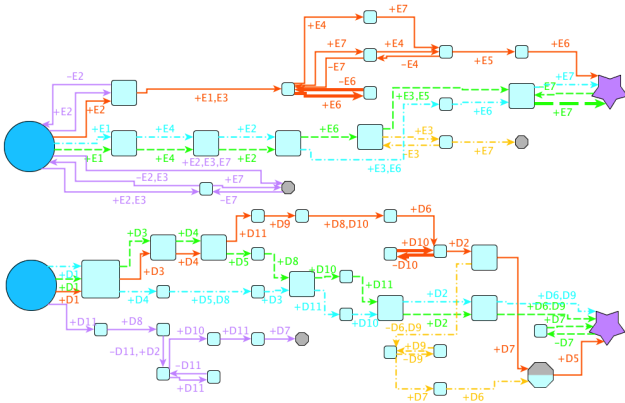 +E4
+E7
+E7
+E4
+E6
−E7
−E4
+E5
−E2
−E6
+E7
−E7
+E1,E3
+E3,E5
+E2
+E2
+E6
+E6
+E7
+E1
+E4
+E2
+E6
+E3
+E1
+E4
+E2
−E3
+E7
+E2,E3,E7
+E3,E6
−E2,E3
+E7
+E2,E3
−E7
+D6
+D9
+D8,D10
+D3
+D4
+D11
+D10
+D2
+D4
+D5
+D8
−D10
+D1
+D3
+D10
+D1
+D11
+D1
+D4
+D5,D8
+D3
+D2
+D6,D9
+D11
+D6,D9
+D11
+D8
+D10
−D6,D9
+D2
+D7
+D10
+D11
+D7
−D7
−D11,+D2
+D9
+D7
−D9
+D5
−D11
+D11
+D7
+D6